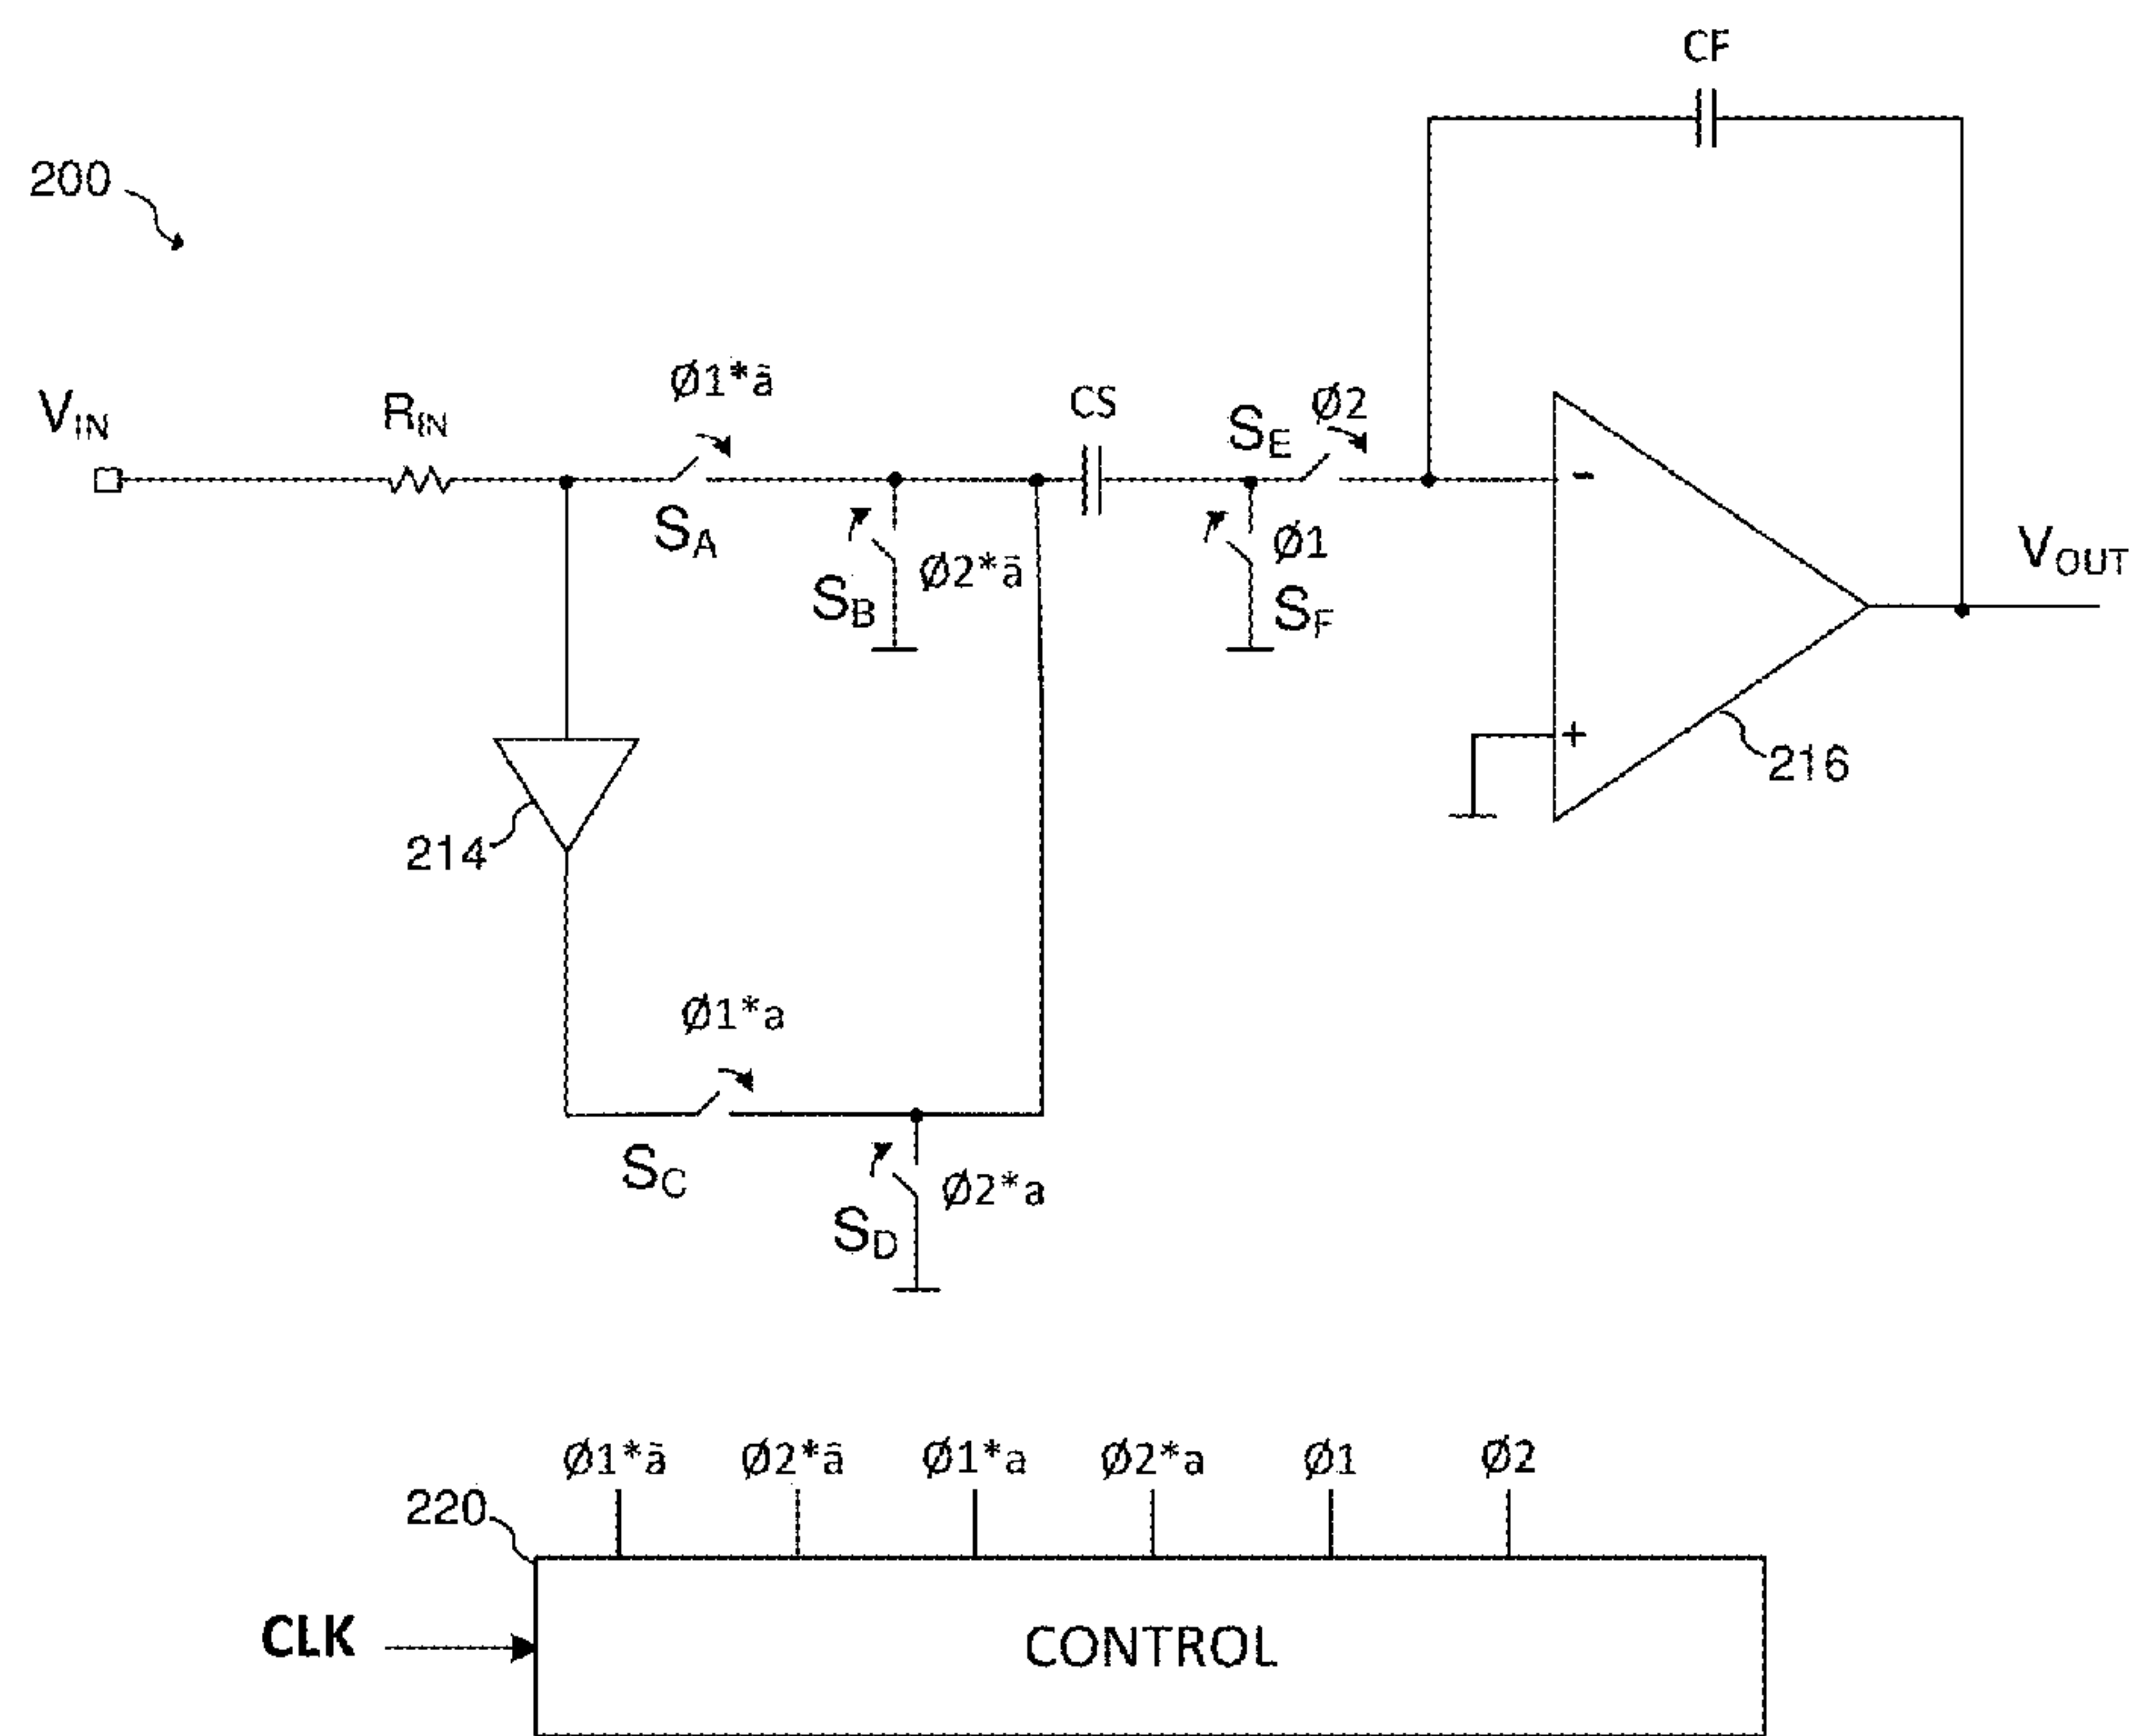 CF
200
Ø1*ā
CS
Ø2
V_IN
R_IN
S_E
S_A
Ø2*ā
S_B
Ø1
S_F
V_OUT
-
+
216
214
Ø1*a
S_C
Ø2*a
S_D
Ø1*ā Ø2*ā Ø1*a Ø2*a Ø1 Ø2
220
CLK
CONTROL